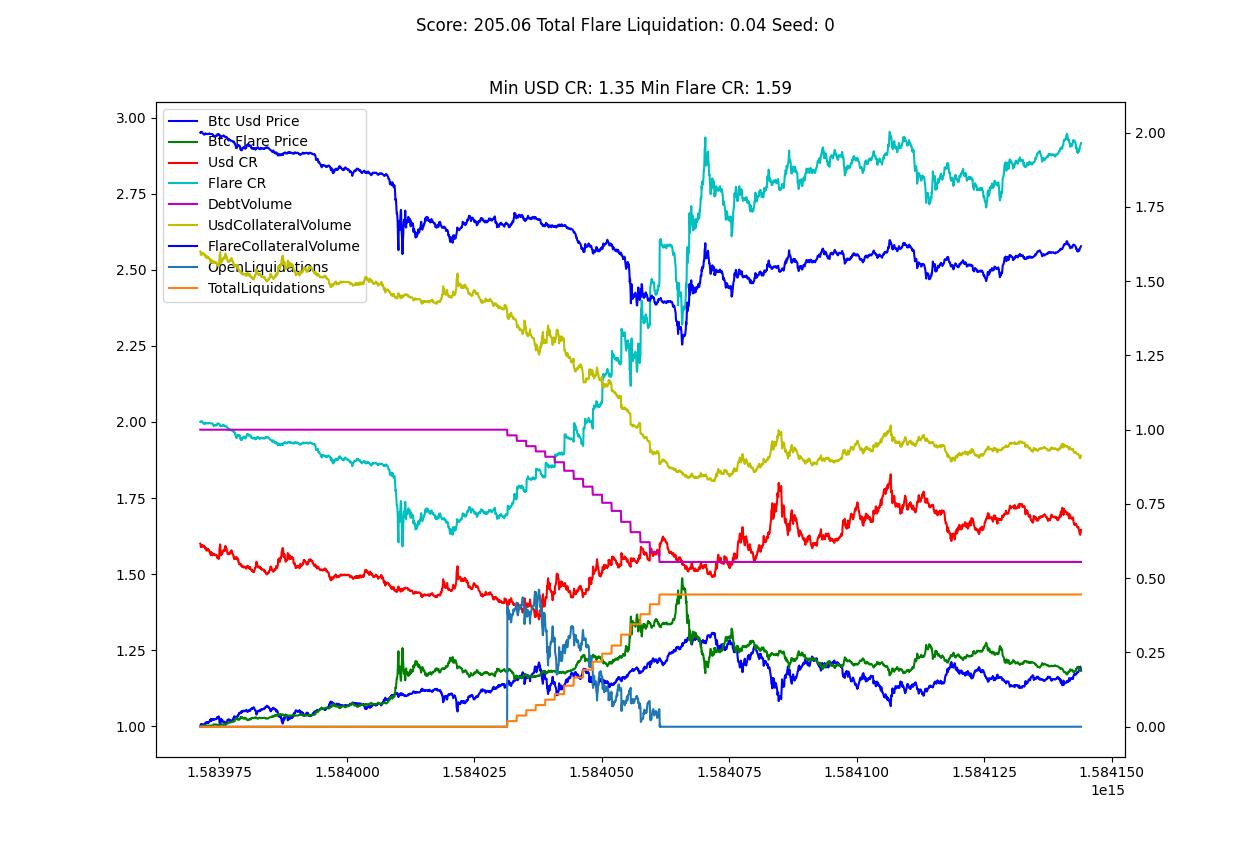 Score: 205.06 Total Flare Liquidation: 0.04 Seed: 0
Min USD CR: 1.35 Min Flare CR: 1.59
Btc Usd Price
Btc Flare Price
Usd CR
Flare CR
DebtVolume
UsdCollateralVolume
FlareCollateralVolume
OpenLiquidations
TotalLiquidations
3.00
2.75
2.50
2.25
2.00
1.75
1.50
1.25
1.00
2.00
1.75
1.50
1.25
1.00
0.75
0.50
0.25
0.00
1.583975 1.584000 1.584025 1.584050 1.584075 1.584100 1.584125 1.584150
1e15